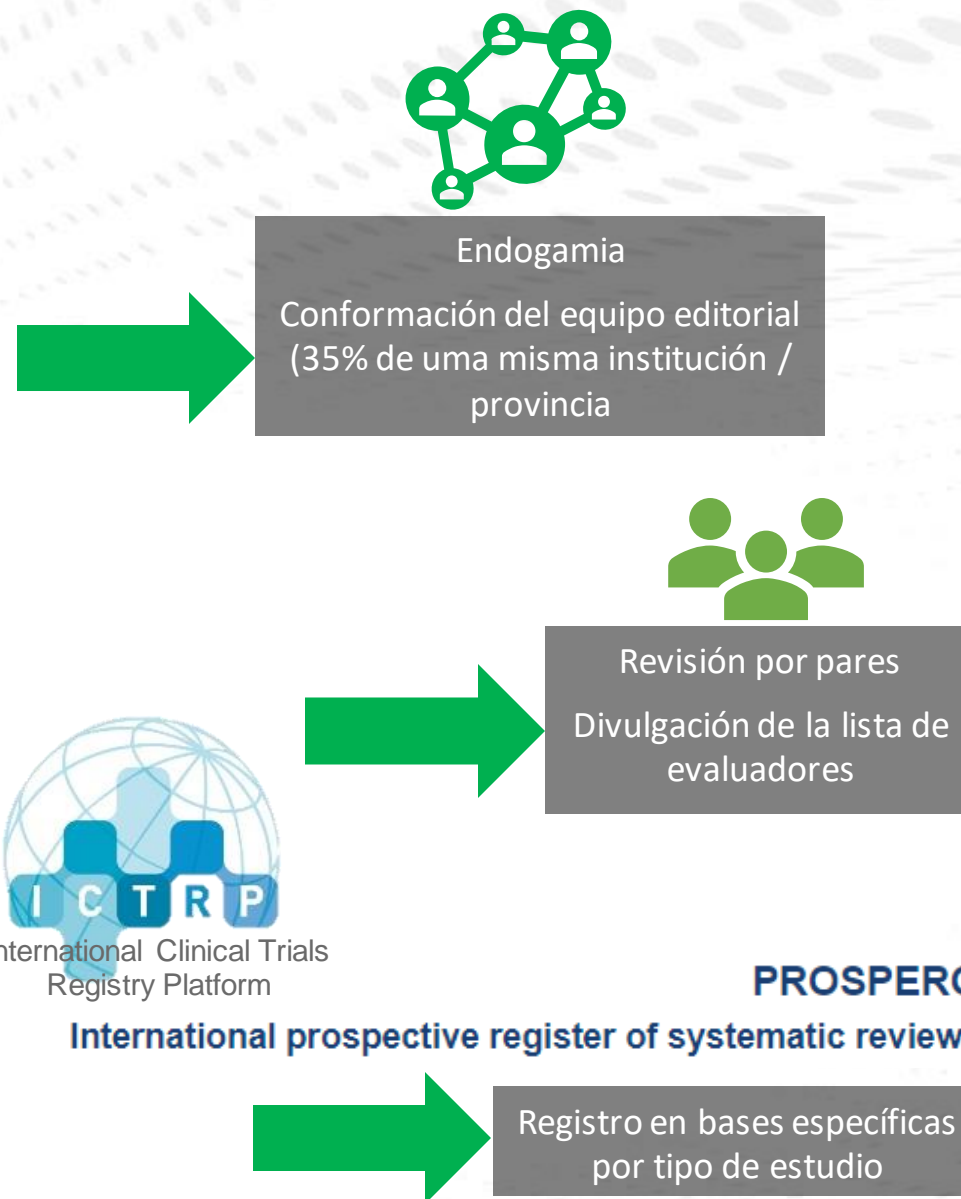 Endogamia
Conformación del equipo editorial
(35% de uma misma institución /
provincia
Revisión por pares
Divulgación de la lista de
evaluadores
I C T R P
nternational Clinical Trials
Registry Platform
PROSPERO
International prospective register of systematic review
Registro en bases específicas
por tipo de estudio